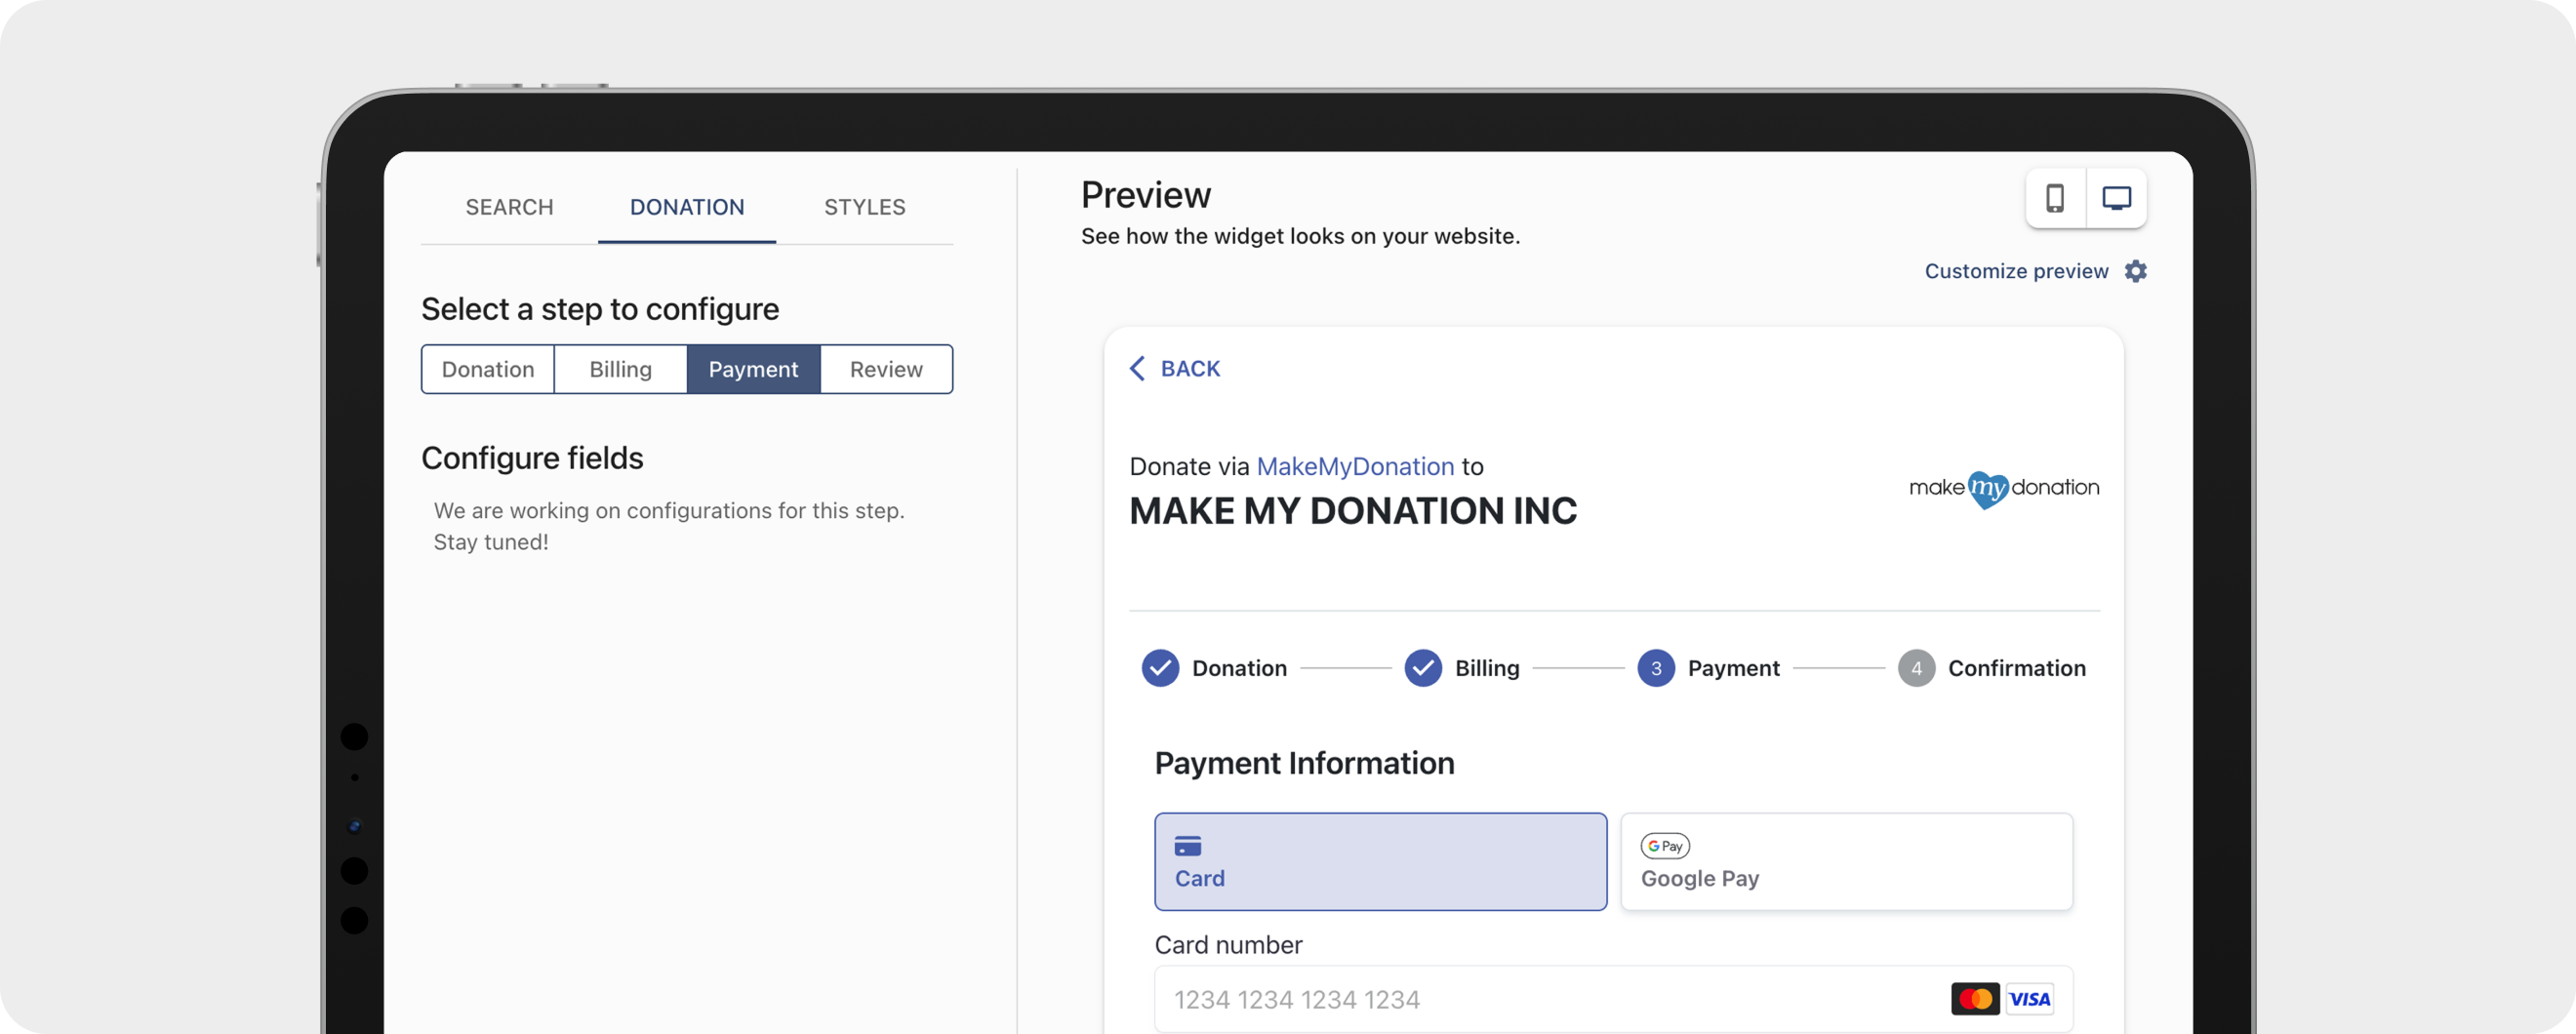 SEARCH DONATION STYLES
Select a step to configure
Donation Billing Payment Review
Configure fields
We are working on configurations for this step.
Stay tuned!
Preview
See how the widget looks on your website.
Customize preview
BACK
Donate via MakeMyDonation to
MAKE MY DONATION INC
make my donation
Donation Billing 3 Payment 4 Confirmation
Payment Information
Card
G Pay
Google Pay
Card number
1234 1234 1234 1234
VISA